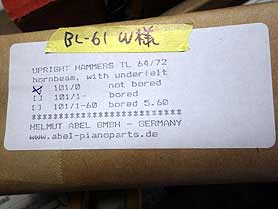 BL-61 W様
UPRIGHT HAMMERS TL 64/72
hornbeam, with underfelt
101/0 not bored
[ ] 101/1- bored
[ ] 101/1-60 bored 5.60
********************************
HELMUT ABEL GMBH - GERMANY
www.abel-pianoparts.de